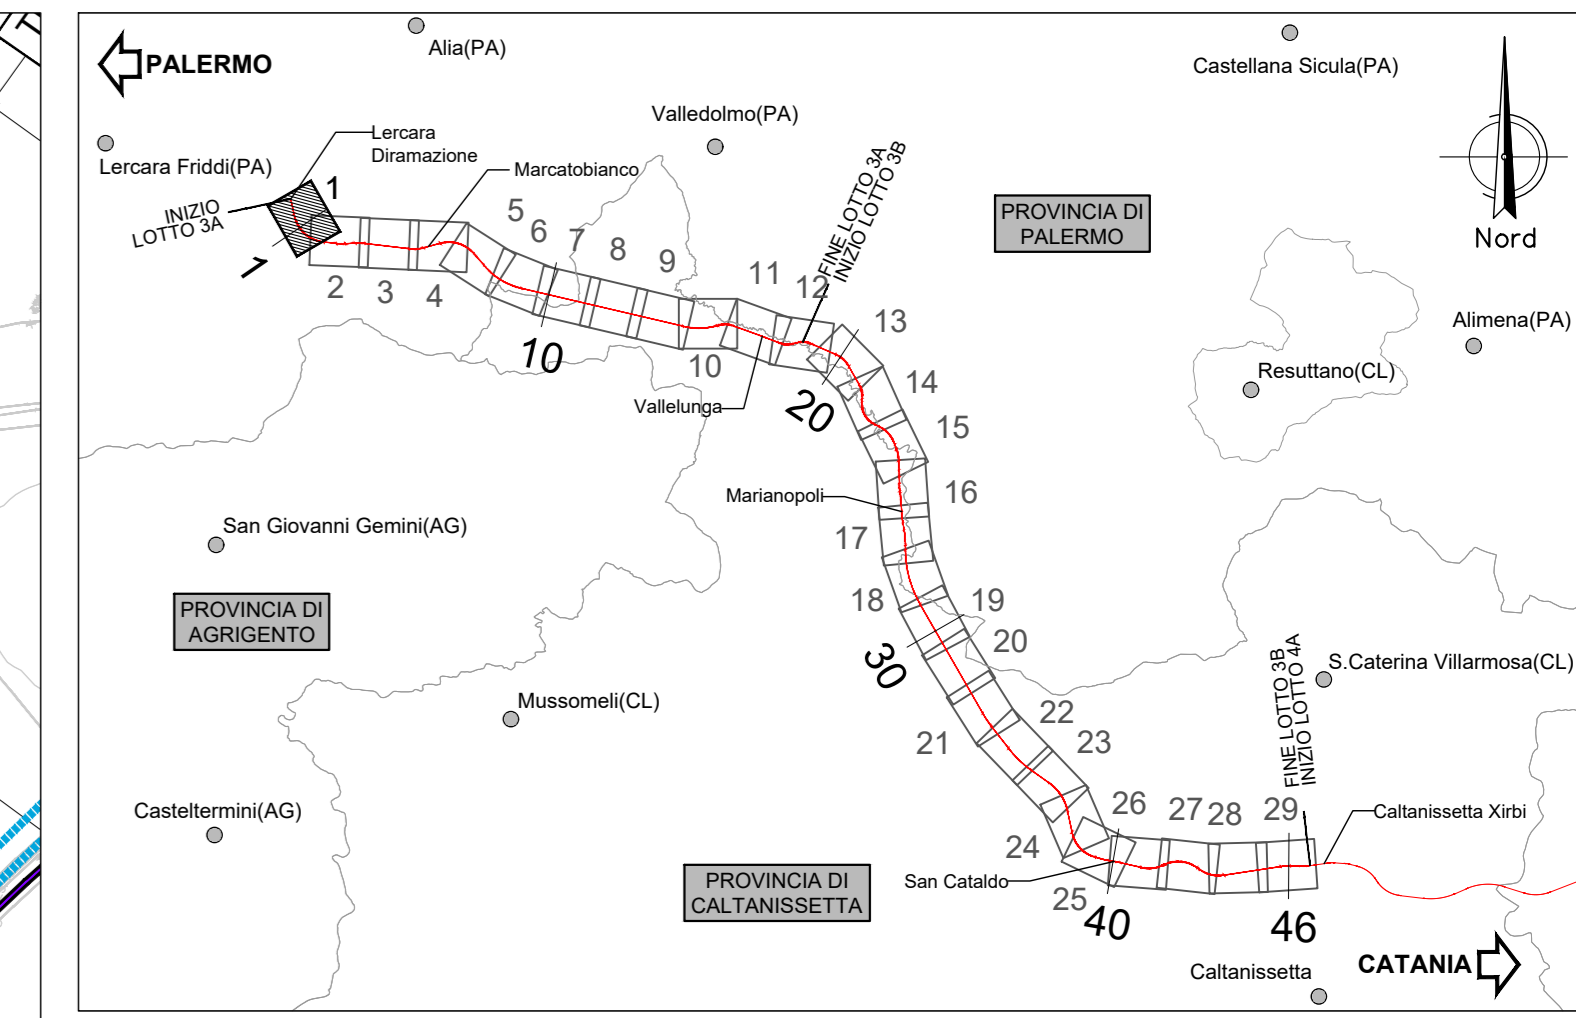 PALERMO
Alia(PA)
Castellana Sicula(PA)
Valledolmo(PA)
Lercara Friddi(PA)
Lercara
Diramazione
Marcatobianco
INIZIO
LOTTO 3A
1
1
2
3
4
5
6
7
8
9
10
10
11
12
FINE LOTTO 3A
INIZIO LOTTO 3B
PROVINCIA DI
PALERMO
Nord
Alimena(PA)
Resuttano(CL)
Vallelunga
20
13
14
15
Marianopoli
16
17
San Giovanni Gemini(AG)
PROVINCIA DI
AGRIGENTO
18
19
20
30
Mussomeli(CL)
S.Caterina Villarmosa(CL)
21
22
23
FINE LOTTO 3B
INIZIO LOTTO 4A
Casteltermini(AG)
24
25
26
27
28
29
Caltanissetta Xirbi
San Cataldo
PROVINCIA DI
CALTANISSETTA
40
46
CATANIA
Caltanissetta